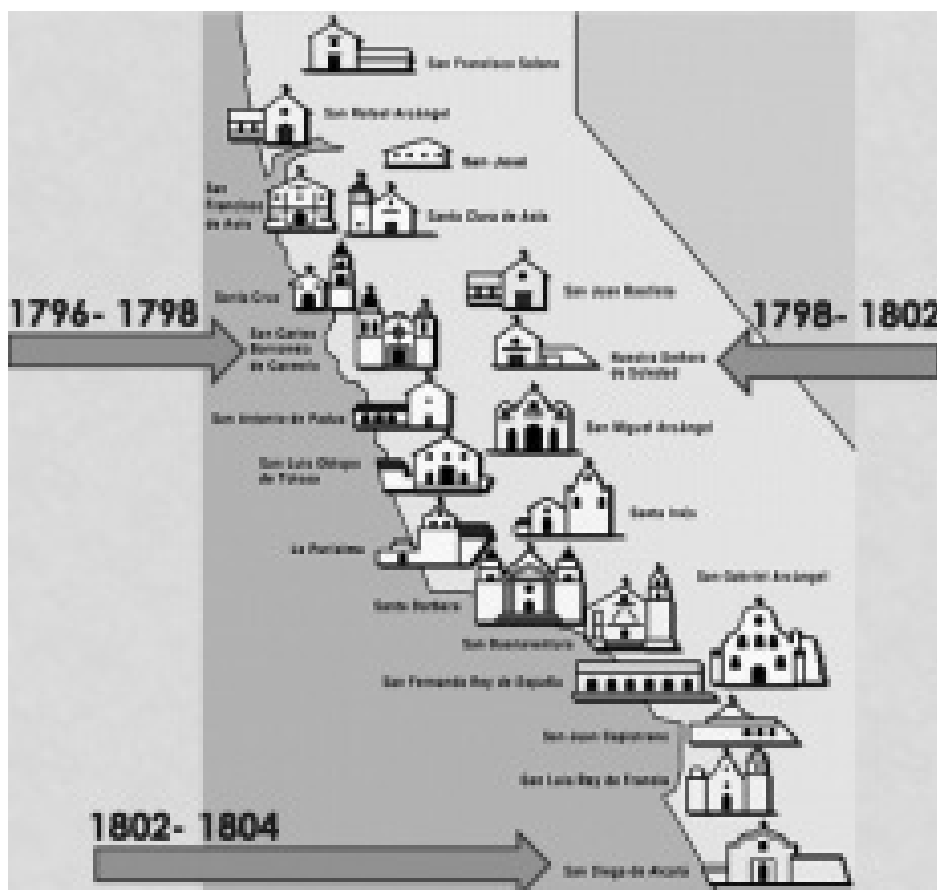 San Francisco Solano
San Rafael Arcángel
San José
San
Francisco
de Asís
Santa Clara de Asís
Santa Cruz
San Juan Bautista
1796- 1798
1798- 1802
San Carlos
Borromeo
de Carmelo
Nuestra Señora
de Soledad
San Antonio de Padua
San Miguel Arcángel
San Luis Obispo
de Tolosa
Santa Inés
La Purísima
San Gabriel Arcángel
Santa Barbara
San Buenaventura
San Fernando Rey de España
San Juan Capistrano
San Luis Rey de Francia
1802- 1804
San Diego de Alcalá